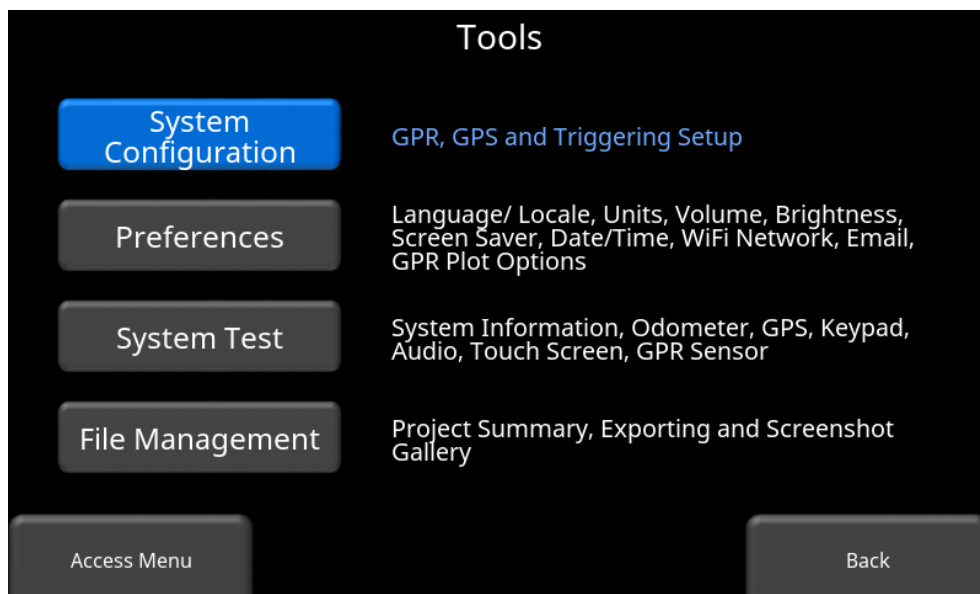 Tools
System
Configuration
GPR, GPS and Triggering Setup
Preferences
Language/ Locale, Units, Volume, Brightness,
Screen Saver, Date/Time, WiFi Network, Email,
GPR Plot Options
System Test
System Information, Odometer, GPS, Keypad,
Audio, Touch Screen, GPR Sensor
File Management
Project Summary, Exporting and Screenshot
Gallery
Access Menu
Back